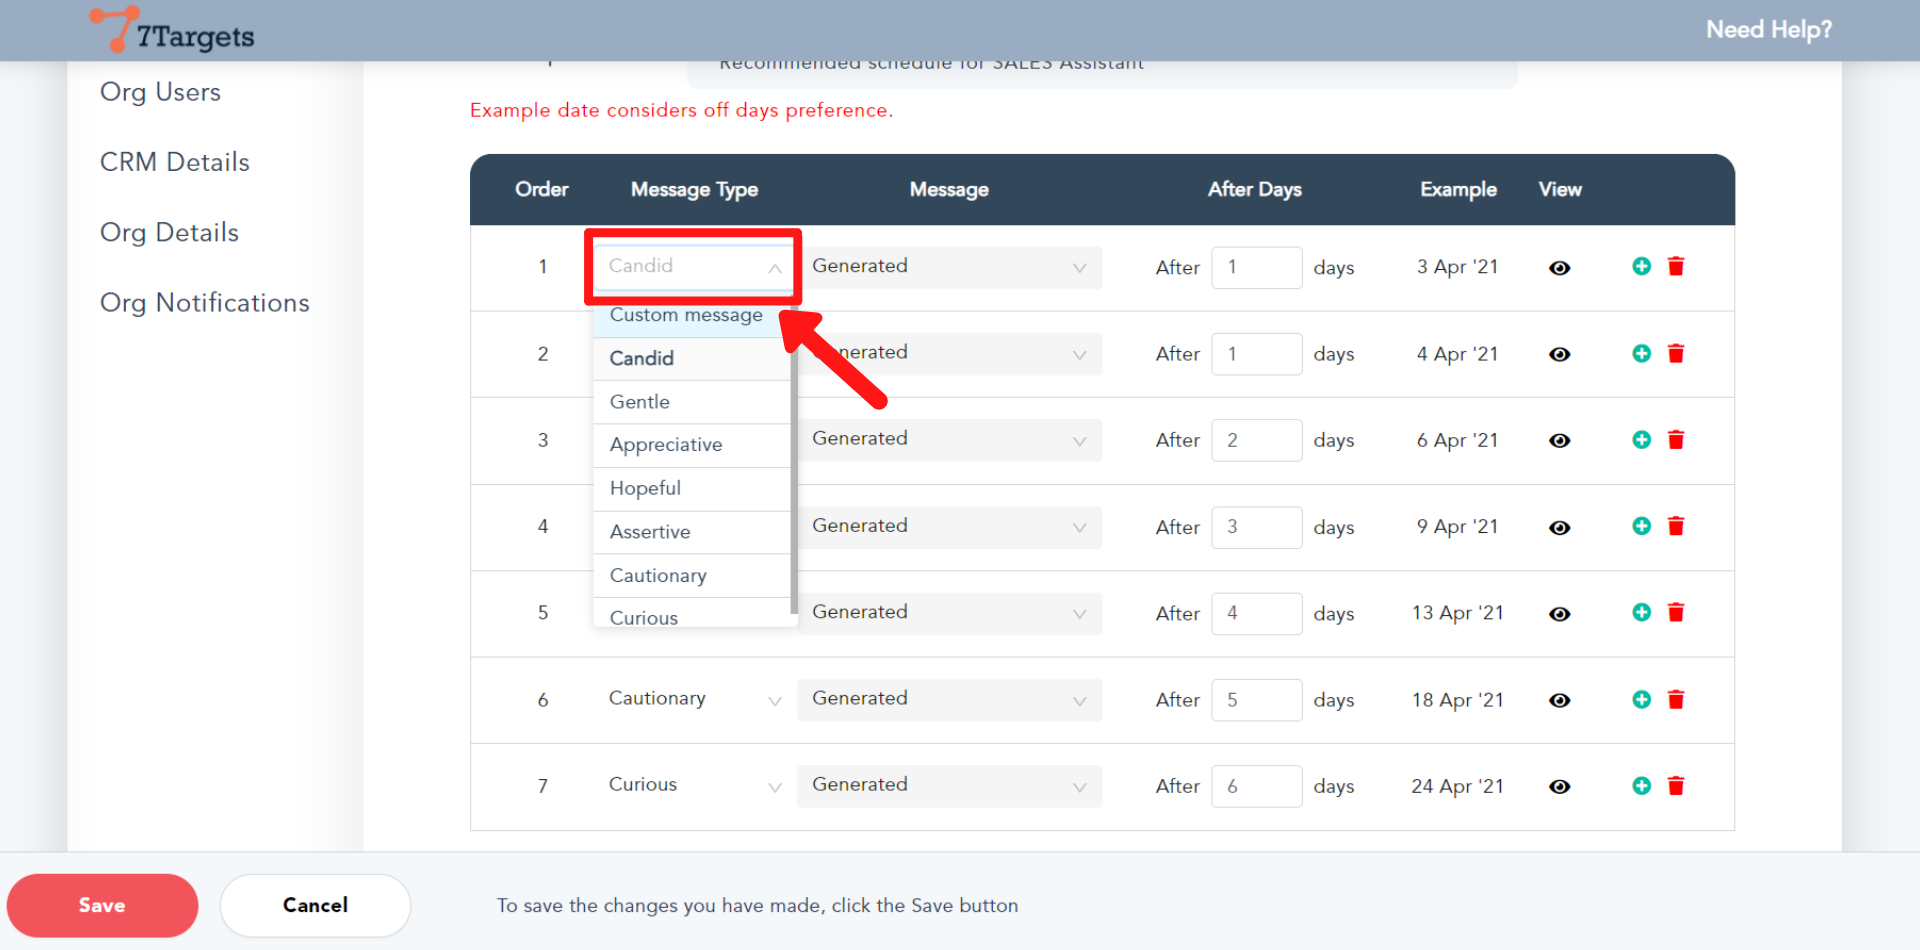 7Targets
Need Help?
Recommended schedule for SALES Assistant
Example date considers off days preference.
Org Users
CRM Details
Org Details
Org Notifications
Order Message Type Message After Days Example View
1 Candid Generated After 1 days 3 Apr '21
Custom message
2 Generated After 1 days 4 Apr '21
Candid
Gentle
3 Generated After 2 days 6 Apr '21
Appreciative
Hopeful
4 Generated After 3 days 9 Apr '21
Assertive
Cautionary
5 Generated After 4 days 13 Apr '21
Curious
6 Cautionary Generated After 5 days 18 Apr '21
7 Curious Generated After 6 days 24 Apr '21
Save Cancel To save the changes you have made, click the Save button